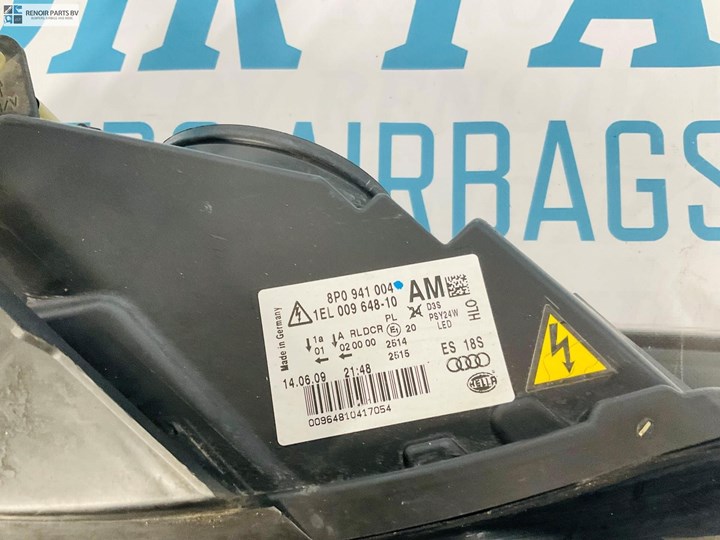 RENOIR PARTS BV
AIRBAGS
8P0 941 004 AM
1EL 009 648-10
D3S
PSY24W
LED
HLO
Made in Germany
1a A RLDCR PL
01 02 00 00 E1 20
2514
2515
ES 18S
14.06.09 21:48
HELLA
00964810417054